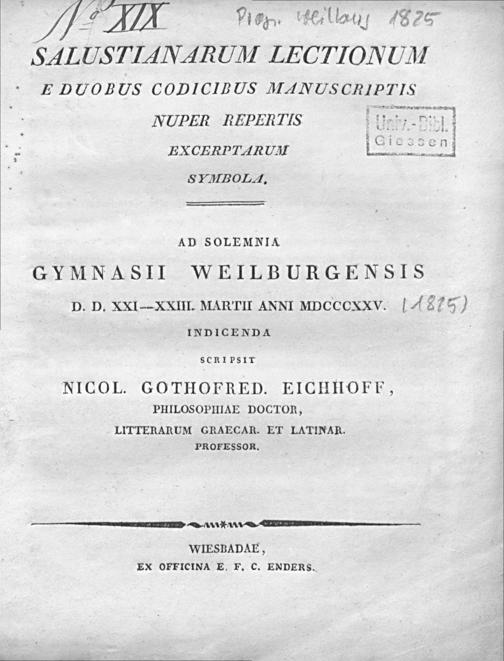 No XIX
Progr. Weilburg 1825
SALUSTIANARUM LECTIONUM
E DUOBUS CODICIBUS MANUSCRIPTIS
NUPER REPERTIS
EXCERPTARUM
SYMBOLA.
Univ.-Bibl.
Giessen
AD SOLEMNIA
GYMNASII WEILBURGENSIS
D. D. XXI—XXIII. MARTII ANNI MDCCCXXV. (1825)
INDICENDA
SCRIPSIT
NICOL. GOTHOFRED. EICHHOFF,
PHILOSOPHIAE DOCTOR,
LITTERARUM GRAECAR. ET LATINAR.
PROFESSOR.
WIESBADAE,
EX OFFICINA E. F. C. ENDERS.